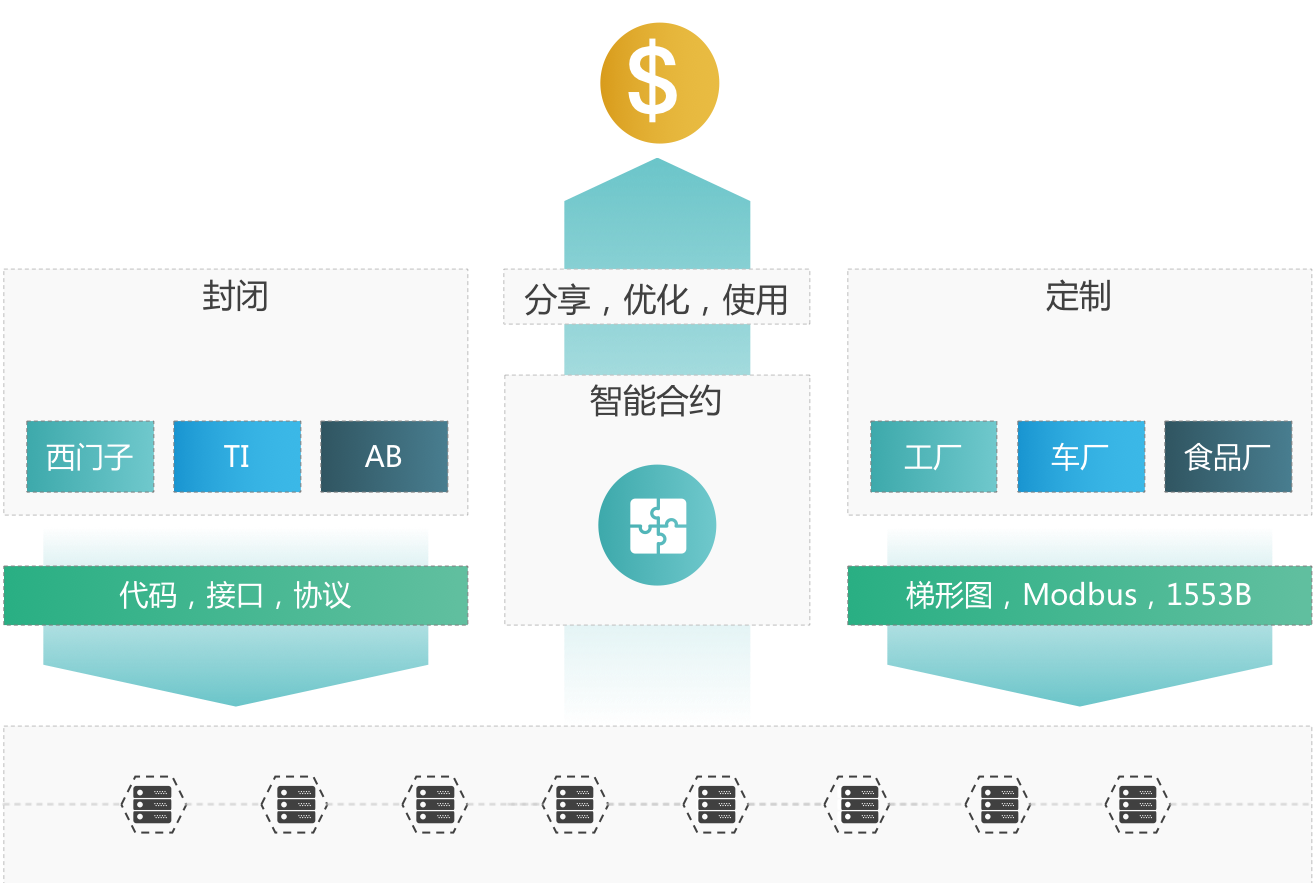 $
封闭
分享，优化，使用
定制
智能合约
西门子
TI
AB
工厂
车厂
食品厂
代码，接口，协议
梯形图，Modbus，1553B